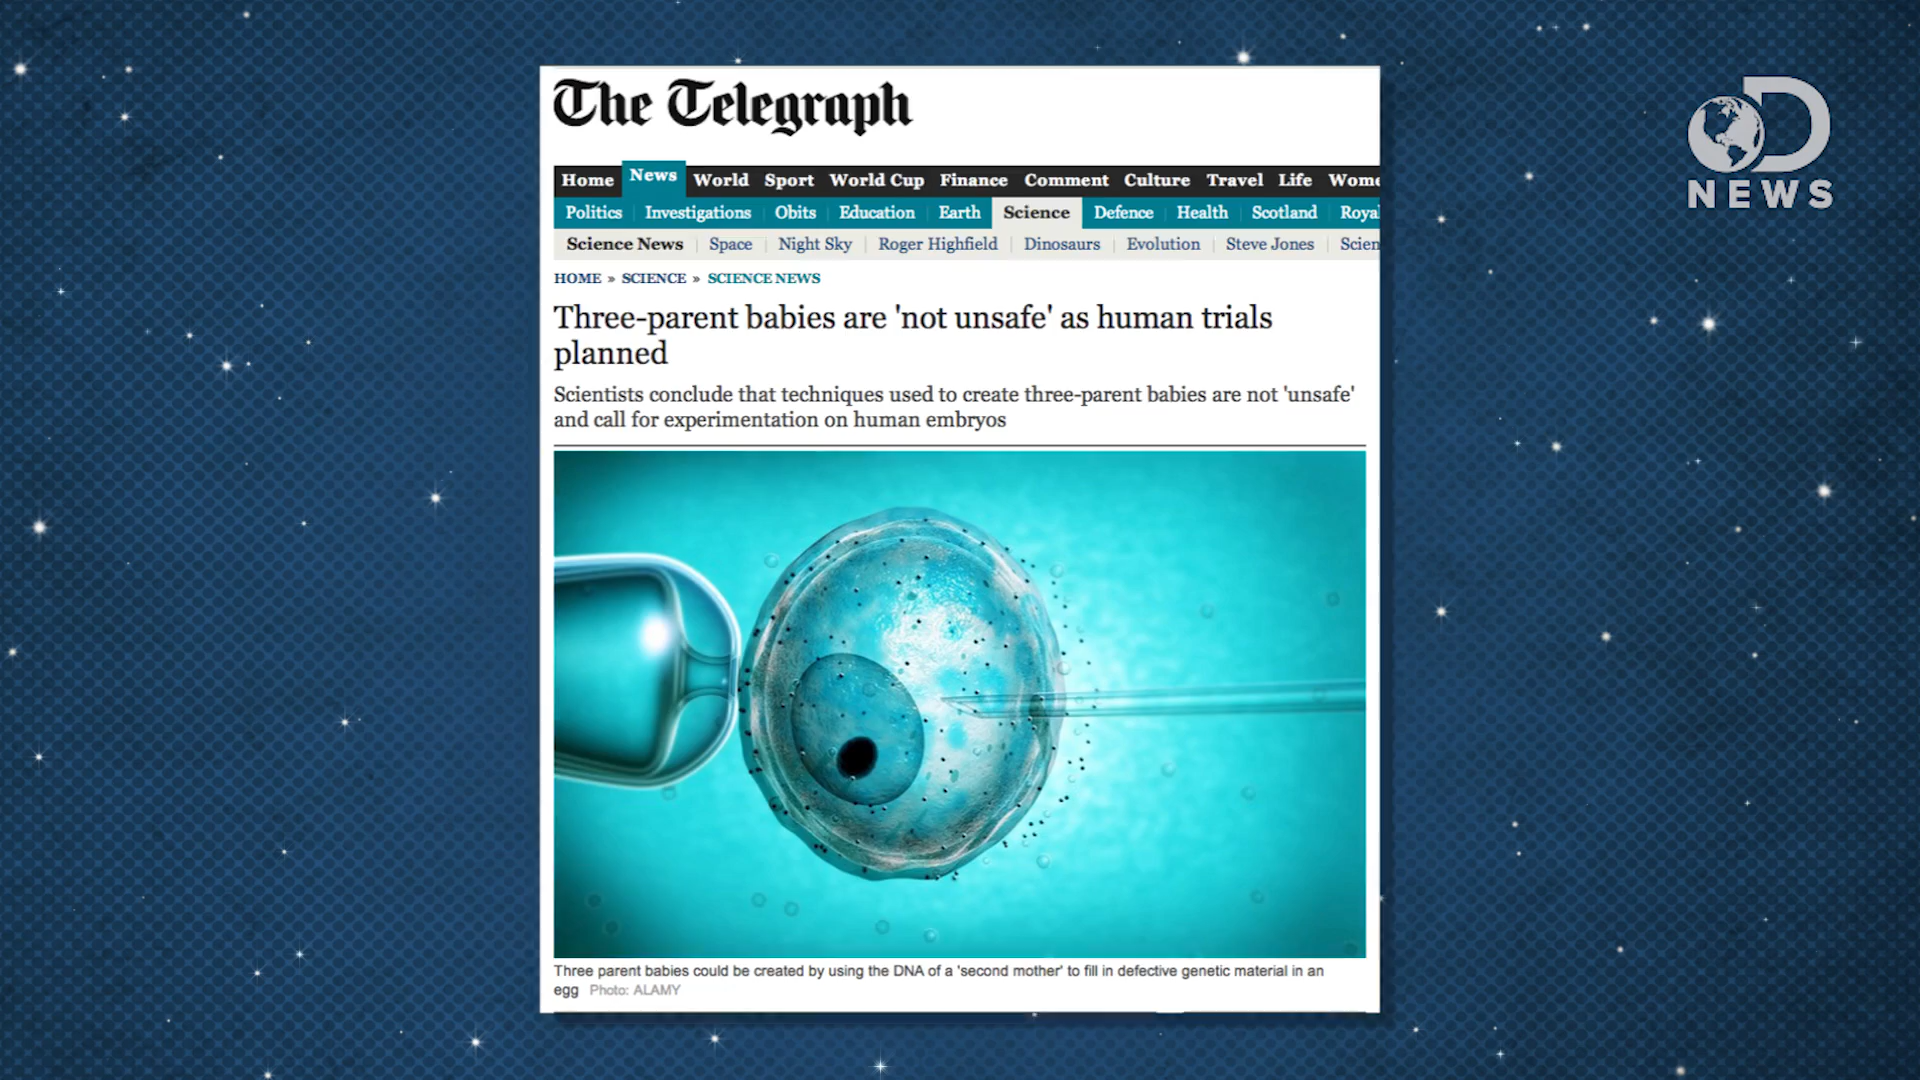 The Telegraph
D
NEWS
Home News World Sport World Cup Finance Comment Culture Travel Life Wome
Politics Investigations Obits Education Earth Science Defence Health Scotland Royal
Science News Space Night Sky Roger Highfield Dinosaurs Evolution Steve Jones Scien
HOME » SCIENCE » SCIENCE NEWS
Three-parent babies are 'not unsafe' as human trials
planned
Scientists conclude that techniques used to create three-parent babies are not 'unsafe'
and call for experimentation on human embryos
Three parent babies could be created by using the DNA of a 'second mother' to fill in defective genetic material in an
egg Photo: ALAMY